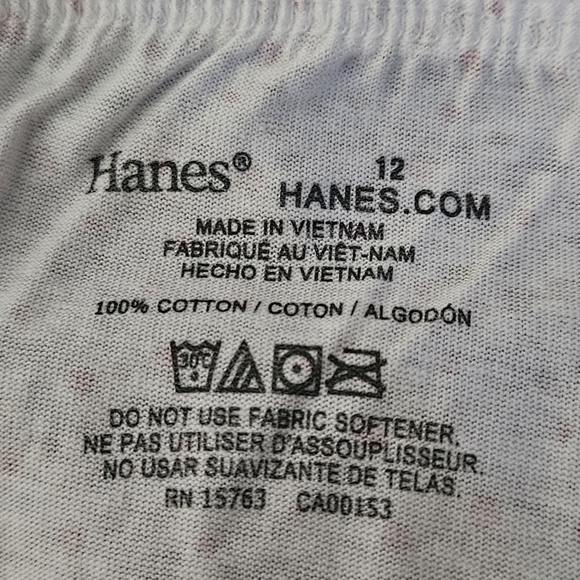 Hanes® 12
HANES.COM
MADE IN VIETNAM
FABRIQUÉ AU VIÊT-NAM
HECHO EN VIETNAM
100% COTTON / COTON / ALGODÓN
30°C
DO NOT USE FABRIC SOFTENER.
NE PAS UTILISER D'ASSOUPLISSEUR.
NO USAR SUAVIZANTE DE TELAS.
RN 15763 CA00153